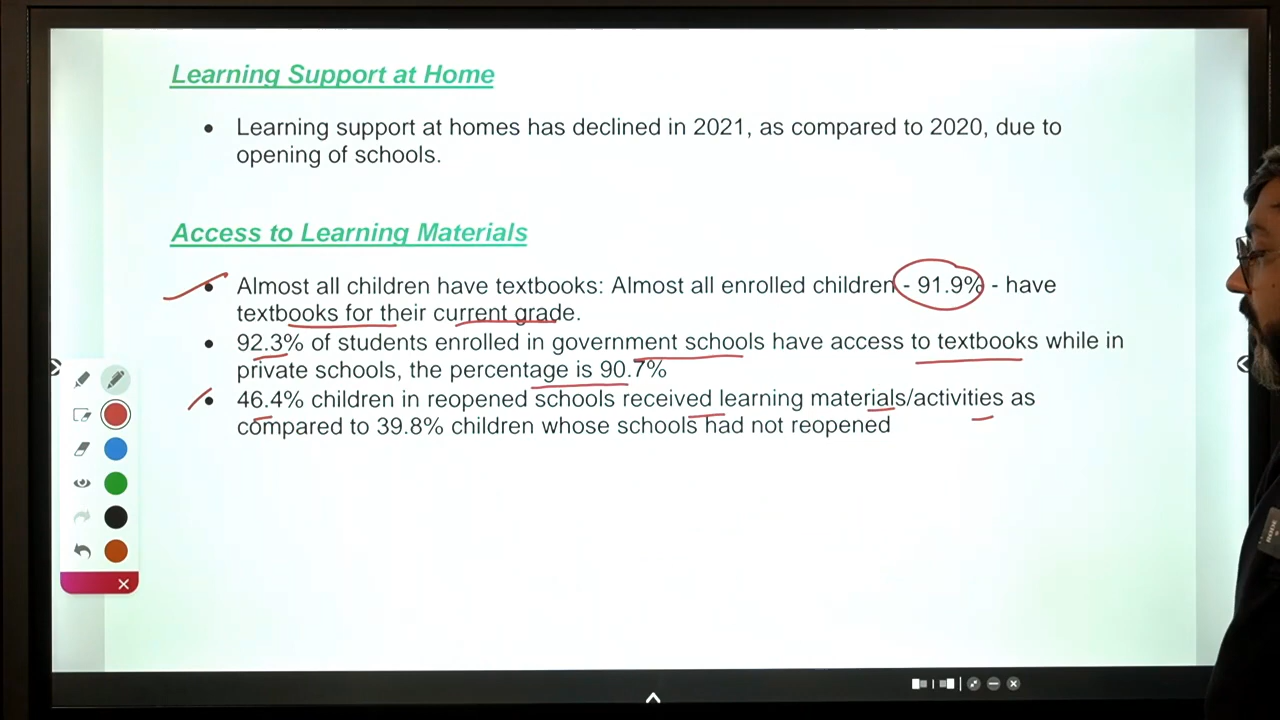 Learning Support at Home
• Learning support at homes has declined in 2021, as compared to 2020, due to
opening of schools.
Access to Learning Materials
• Almost all children have textbooks: Almost all enrolled children - 91.9% - have
textbooks for their current grade.
• 92.3% of students enrolled in government schools have access to textbooks while in
private schools, the percentage is 90.7%
• 46.4% children in reopened schools received learning materials/activities as
compared to 39.8% children whose schools had not reopened